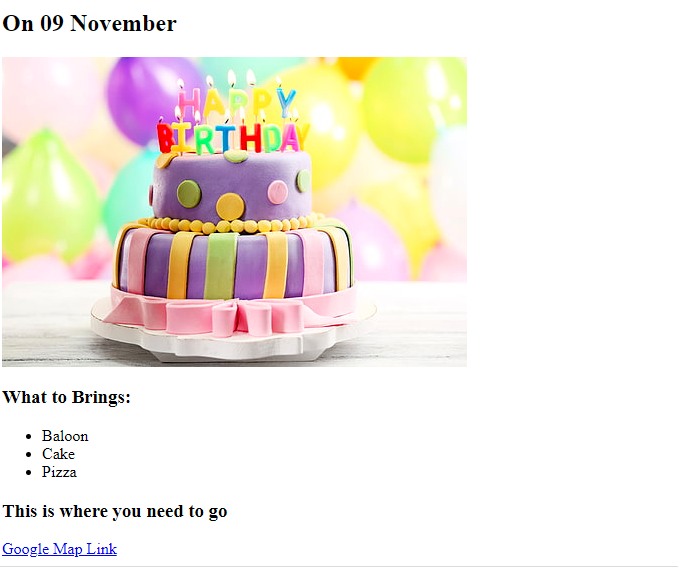 On 09 November
HAPPY
BIRTHDAY
What to Brings:
Baloon
Cake
Pizza
This is where you need to go
Google Map Link